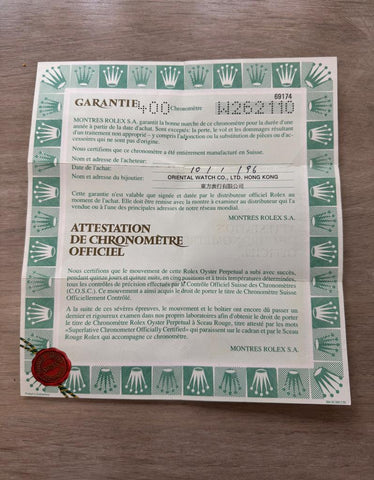 69174
GARANTIE 400 Chronomètre W262110
MONTRES ROLEX S.A. garantit la bonne marche de ce chronomètre pour la durée d'une
année à partir de la date d'achat. Sont exceptés: la perte, le vol et les dommages résultant
d'un traitement non approprié – y compris l'adjonction ou la substitution de pièces ou d'ac-
cessoires qui ne sont pas d'origine.
Nous certifions que ce chronomètre a été entièrement manufacturé en Suisse.
Nom et adresse de l'acheteur:
Date de l'achat: 10 / 1 / 96
Nom et adresse du bijoutier: ORIENTAL WATCH CO., LTD. HONG KONG
東方表行有限公司
Cette garantie n'est valable que signée et datée par le distributeur officiel Rolex au
moment de l'achat. Elle doit être remise avec la montre à examiner au distributeur qui l'a
vendue ou à l'une des principales adresses de notre réseau mondial.
MONTRES ROLEX S.A.
ATTESTATION
DE CHRONOMÈTRE
OFFICIEL
Nous certifions que le mouvement de cette Rolex Oyster Perpetual a subi avec succès,
pendant quinze jours et quinze nuits, en cinq positions et à trois températures déterminées,
tous les contrôles de précision effectués par le Contrôle Officiel Suisse des Chronomètres
(C.O.S.C.). Ce mouvement a ainsi acquis le droit de porter le titre de Chronomètre Suisse
Officiellement Contrôlé.
A la suite de ces sévères épreuves, le mouvement et le boîtier ont encore dû passer un
dernier et rigoureux examen dans nos propres laboratoires afin d'obtenir le droit de porter
le titre de Chronomètre Rolex Oyster Perpetual à Sceau Rouge, titre attesté par les mots
«Superlative Chronometer Officially Certified» qui paraissent sur le cadran et par le Sceau
Rouge Rolex qui accompagne ce chronomètre.
MONTRES ROLEX S.A.